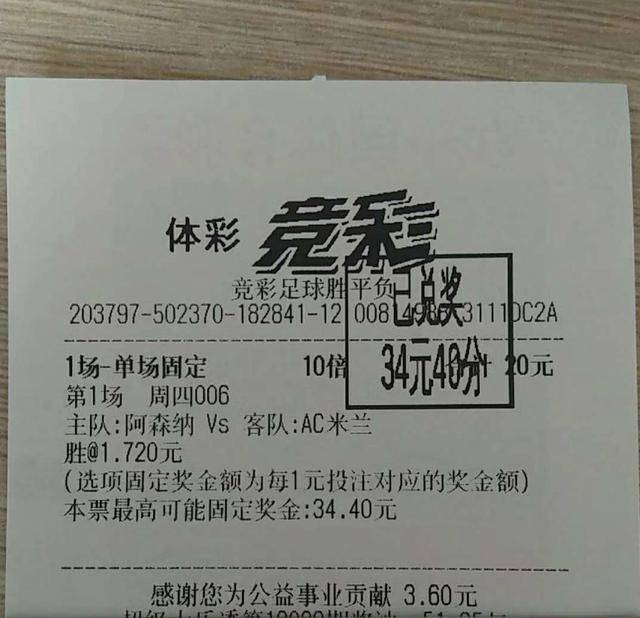 体彩 竞彩
竞彩足球胜平负
203797-502370-182841-12 3111DC2A
已兑奖
34元40分
1场-单场固定 10倍 20元
第1场 周四006
主队:阿森纳 Vs 客队:AC米兰
胜@1.720元
(选项固定奖金额为每1元投注对应的奖金额)
本票最高可能固定奖金:34.40元
感谢您为公益事业贡献 3.60元